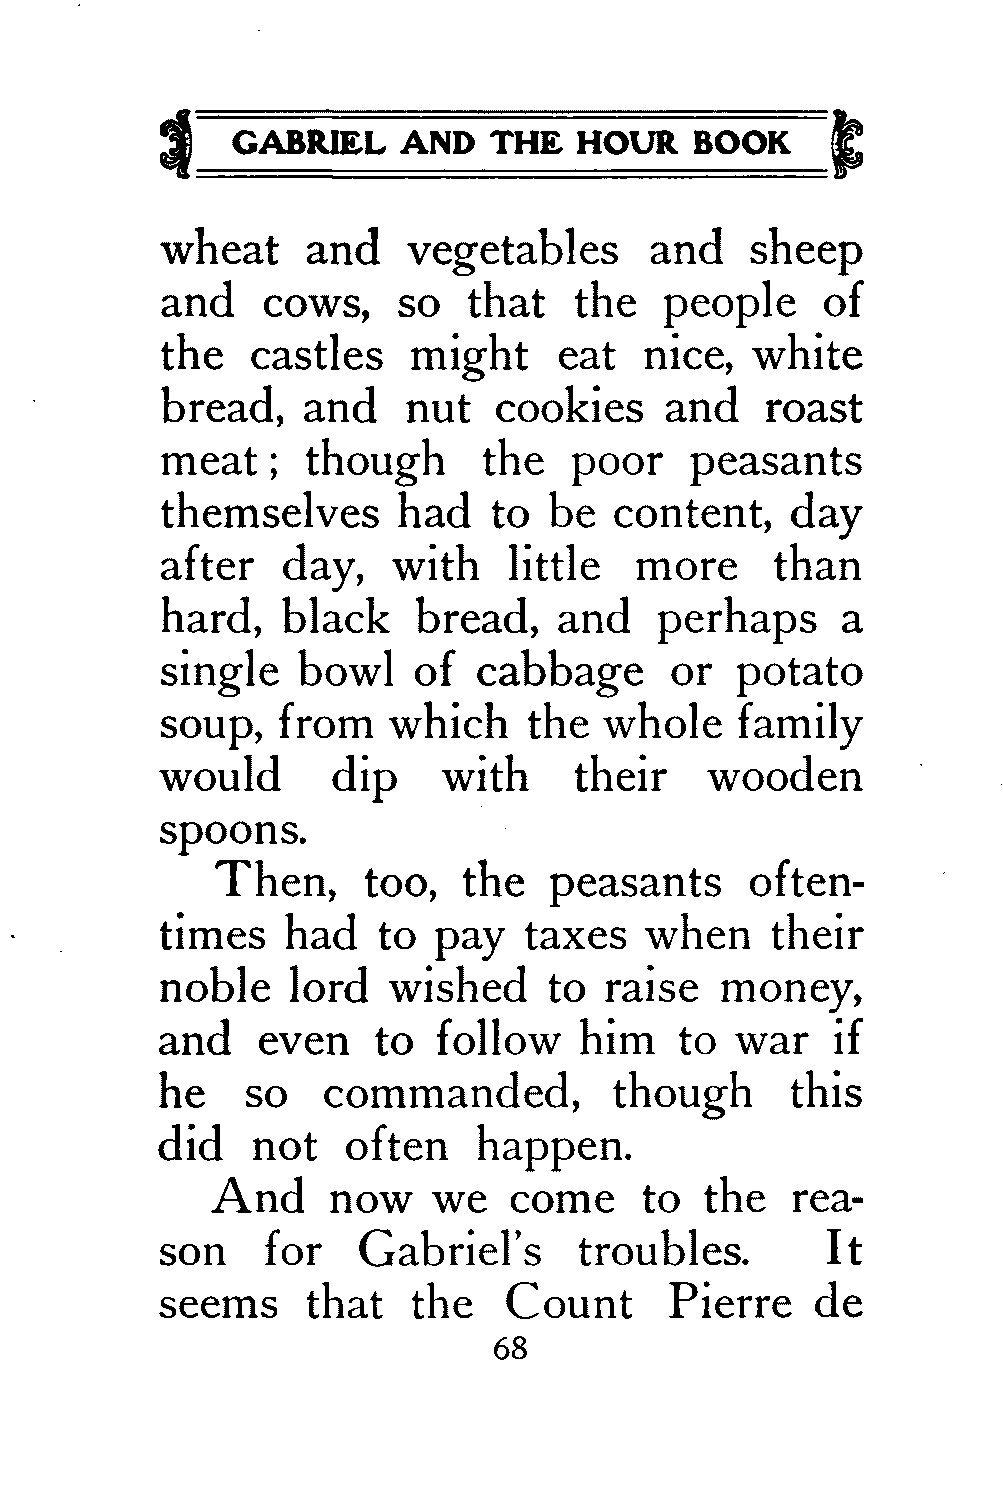 GABRIEL AND THE HOUR BOOK
wheat and vegetables and sheep
and cows, so that the people of
the castles might eat nice, white
bread, and nut cookies and roast
meat ; though the poor peasants
themselves had to be content, day
after day, with little more than
hard, black bread, and perhaps a
single bowl of cabbage or potato
soup, from which the whole family
would dip with their wooden
spoons.
Then, too, the peasants often-
times had to pay taxes when their
noble lord wished to raise money,
and even to follow him to war if
he so commanded, though this
did not often happen.
And now we come to the rea-
son for Gabriel's troubles. It
seems that the Count Pierre de
68